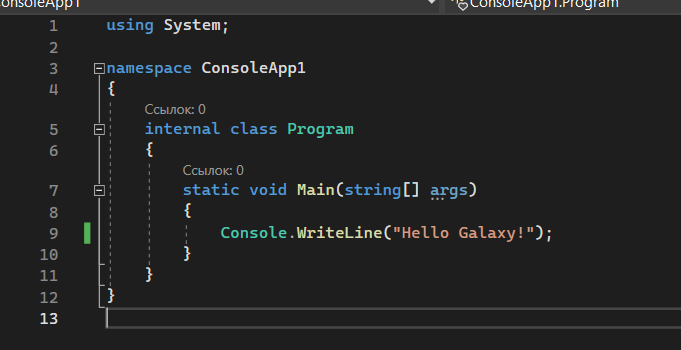 ConsoleApp1.Program
1 using System;
2
3 namespace ConsoleApp1
4 {
Ссылок: 0
5 internal class Program
6 {
Ссылок: 0
7 static void Main(string[] args)
8 {
9 Console.WriteLine("Hello Galaxy!");
10 }
11 }
12 }
13